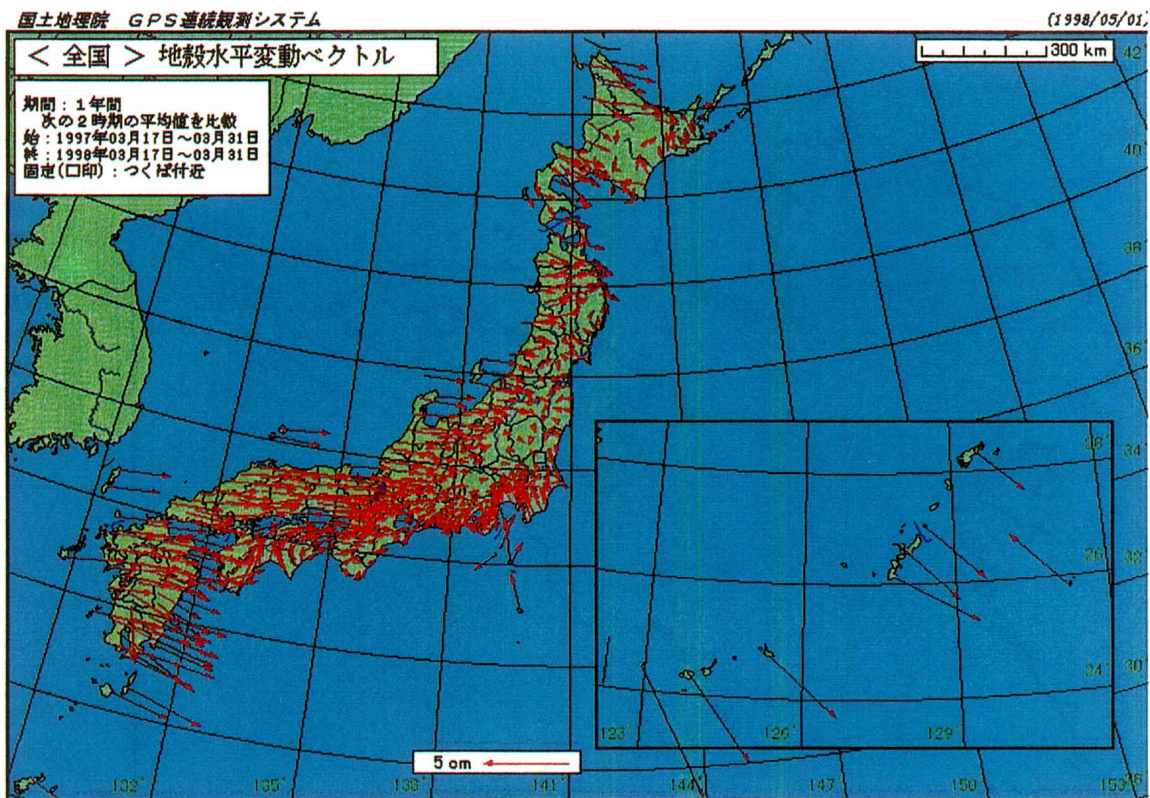 国土地理院　ＧＰＳ連続観測システム
(1998/05/01)
＜ 全国 ＞ 地殻水平変動ベクトル
300 km
期間：１年間
次の２時期の平均値を比較
始：1997年03月17日～03月31日
終：1998年03月17日～03月31日
固定(口印)：つくば付近
42°
40°
38°
36°
34°
32°
30°
28°
26°
24°
123°
126°
129°
5 cm
132°
135°
138°
141°
144°
147°
150°
153°